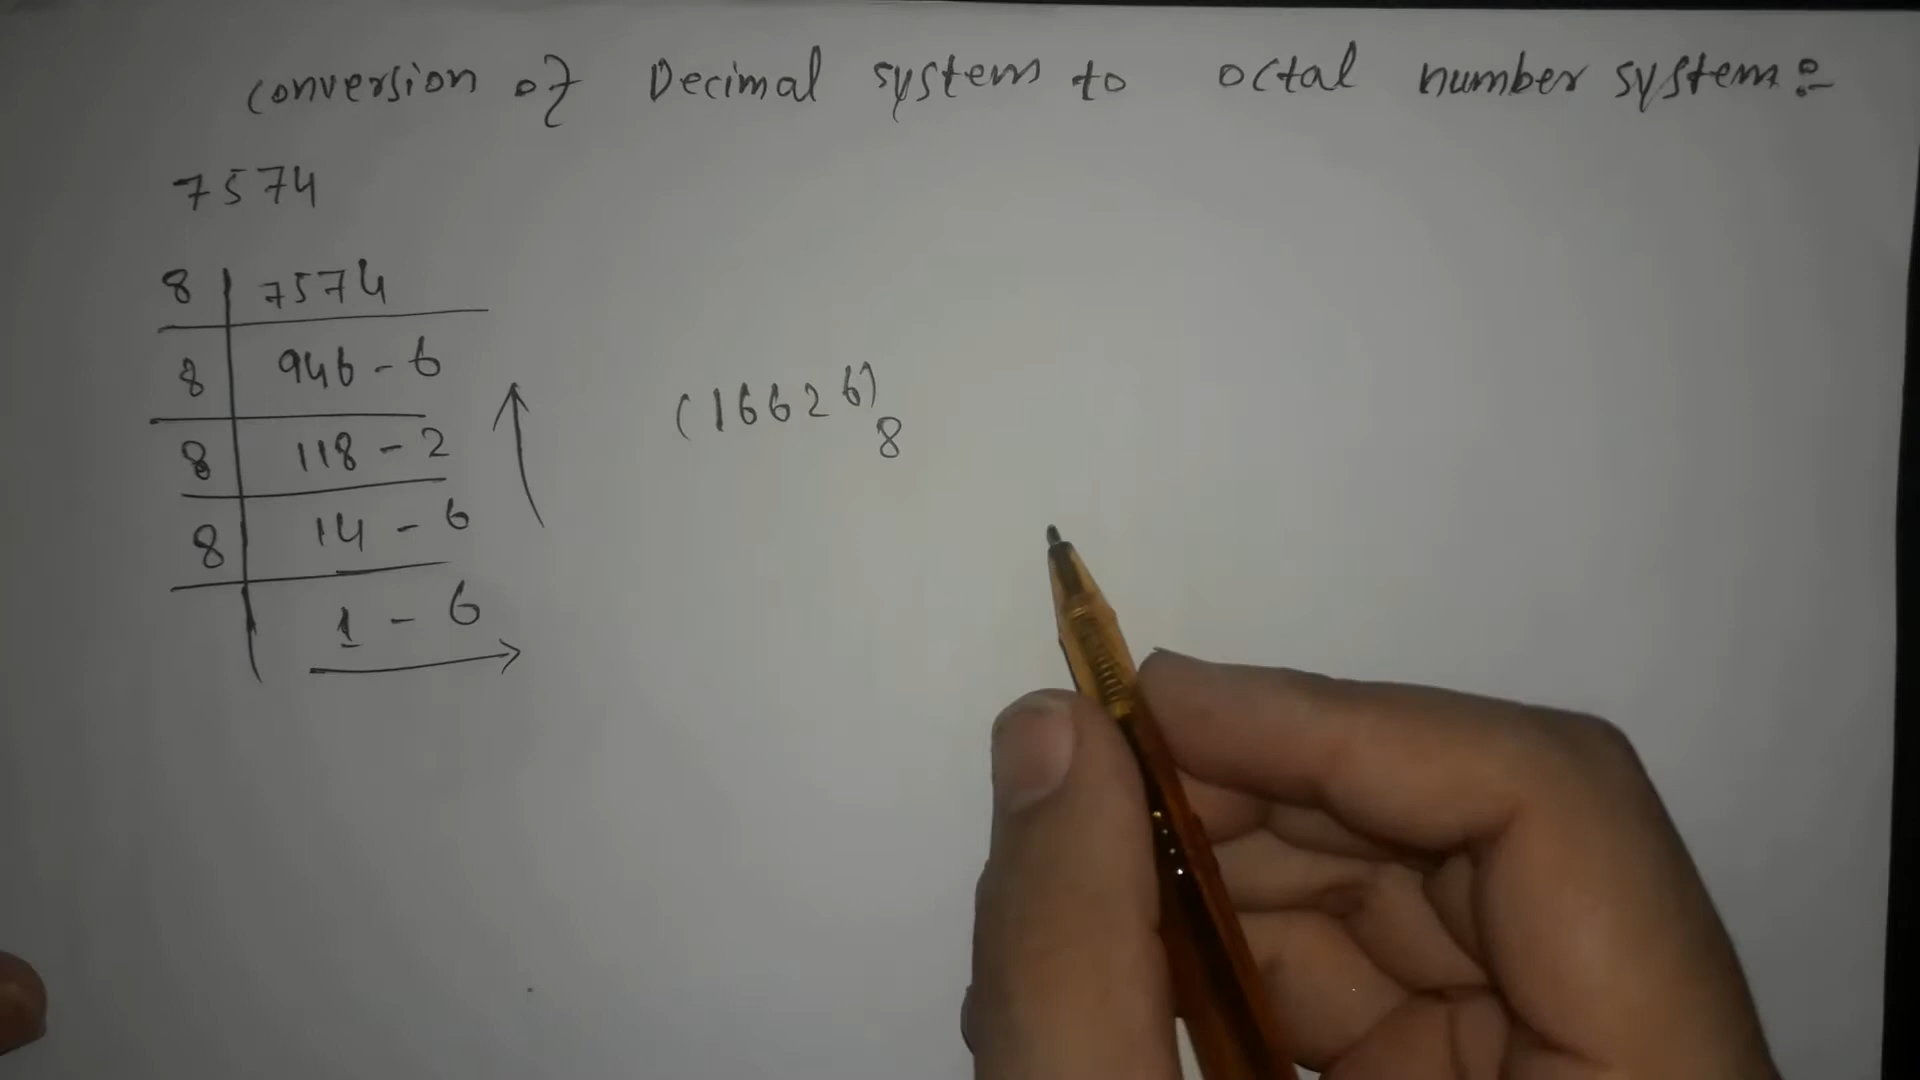 conversion of Decimal system to octal number system:-
7574
8 | 7574
8 | 946 - 6
8 | 118 - 2
8 | 14 - 6
1 - 6
(16626)8